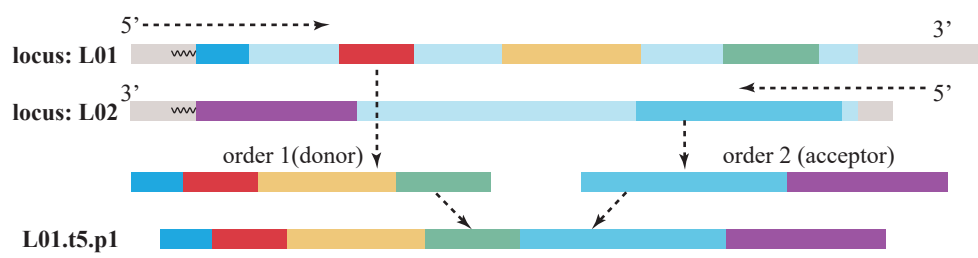 5’
3’
locus: L01
3’
locus: L02
5’
order 1(donor)
order 2 (acceptor)
L01.t5.p1